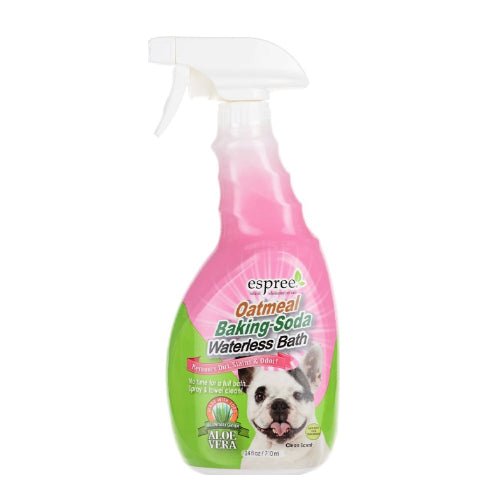 espree
Oatmeal
Baking-Soda
Waterless Bath
Removes Dirt, Stains & Odor!
No time for a full bath...
Spray & towel clean!
ALOE
VERA
Clean Scent
24 fl oz / 710 ml